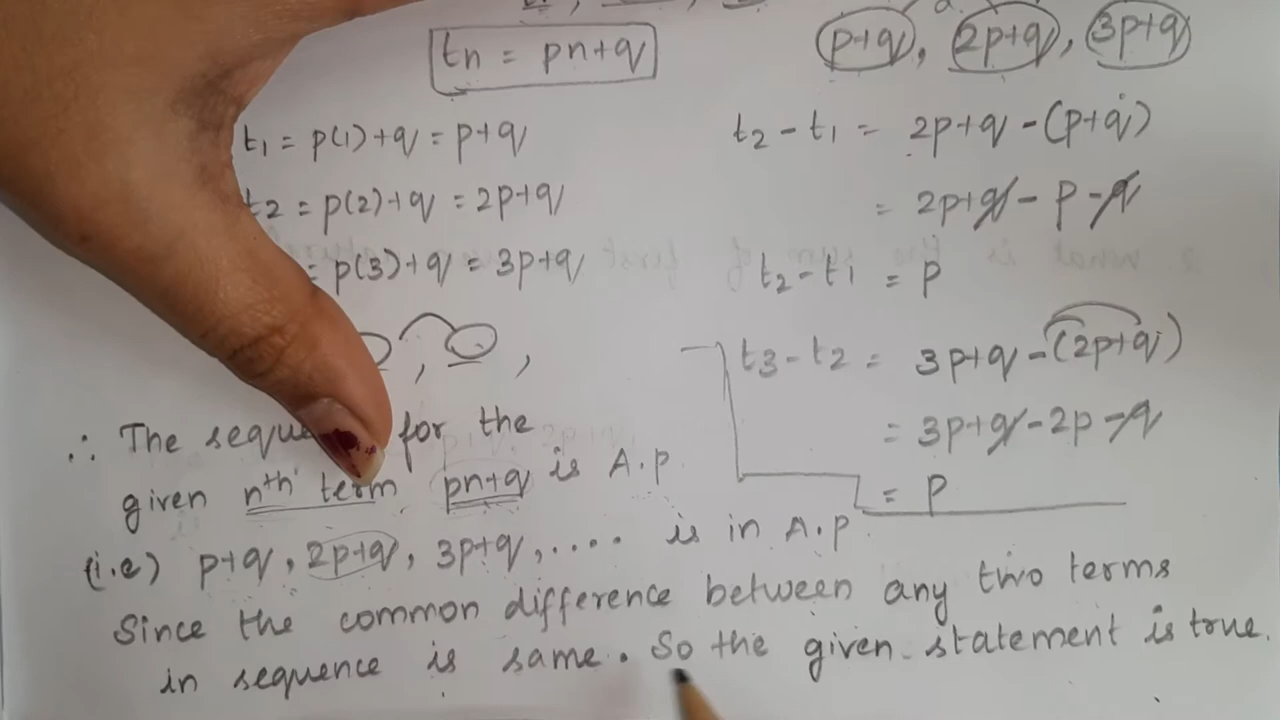 tn = pn+q
p+q, 2p+q, 3p+q
t1 = p(1)+q = p+q
t2 = p(2)+q = 2p+q
= p(3)+q = 3p+q
t2-t1 = 2p+q-(p+q)
= 2p+q-p-q
t2-t1 = p
t3-t2 = 3p+q-(2p+q)
= 3p+q-2p-q
= p
∴ The for the
given nth term pn+q is A.p
(i.e) p+q, 2p+q, 3p+q, .... is in A.p.
Since the common difference between any two terms
in sequence is same. So the given statement is true.